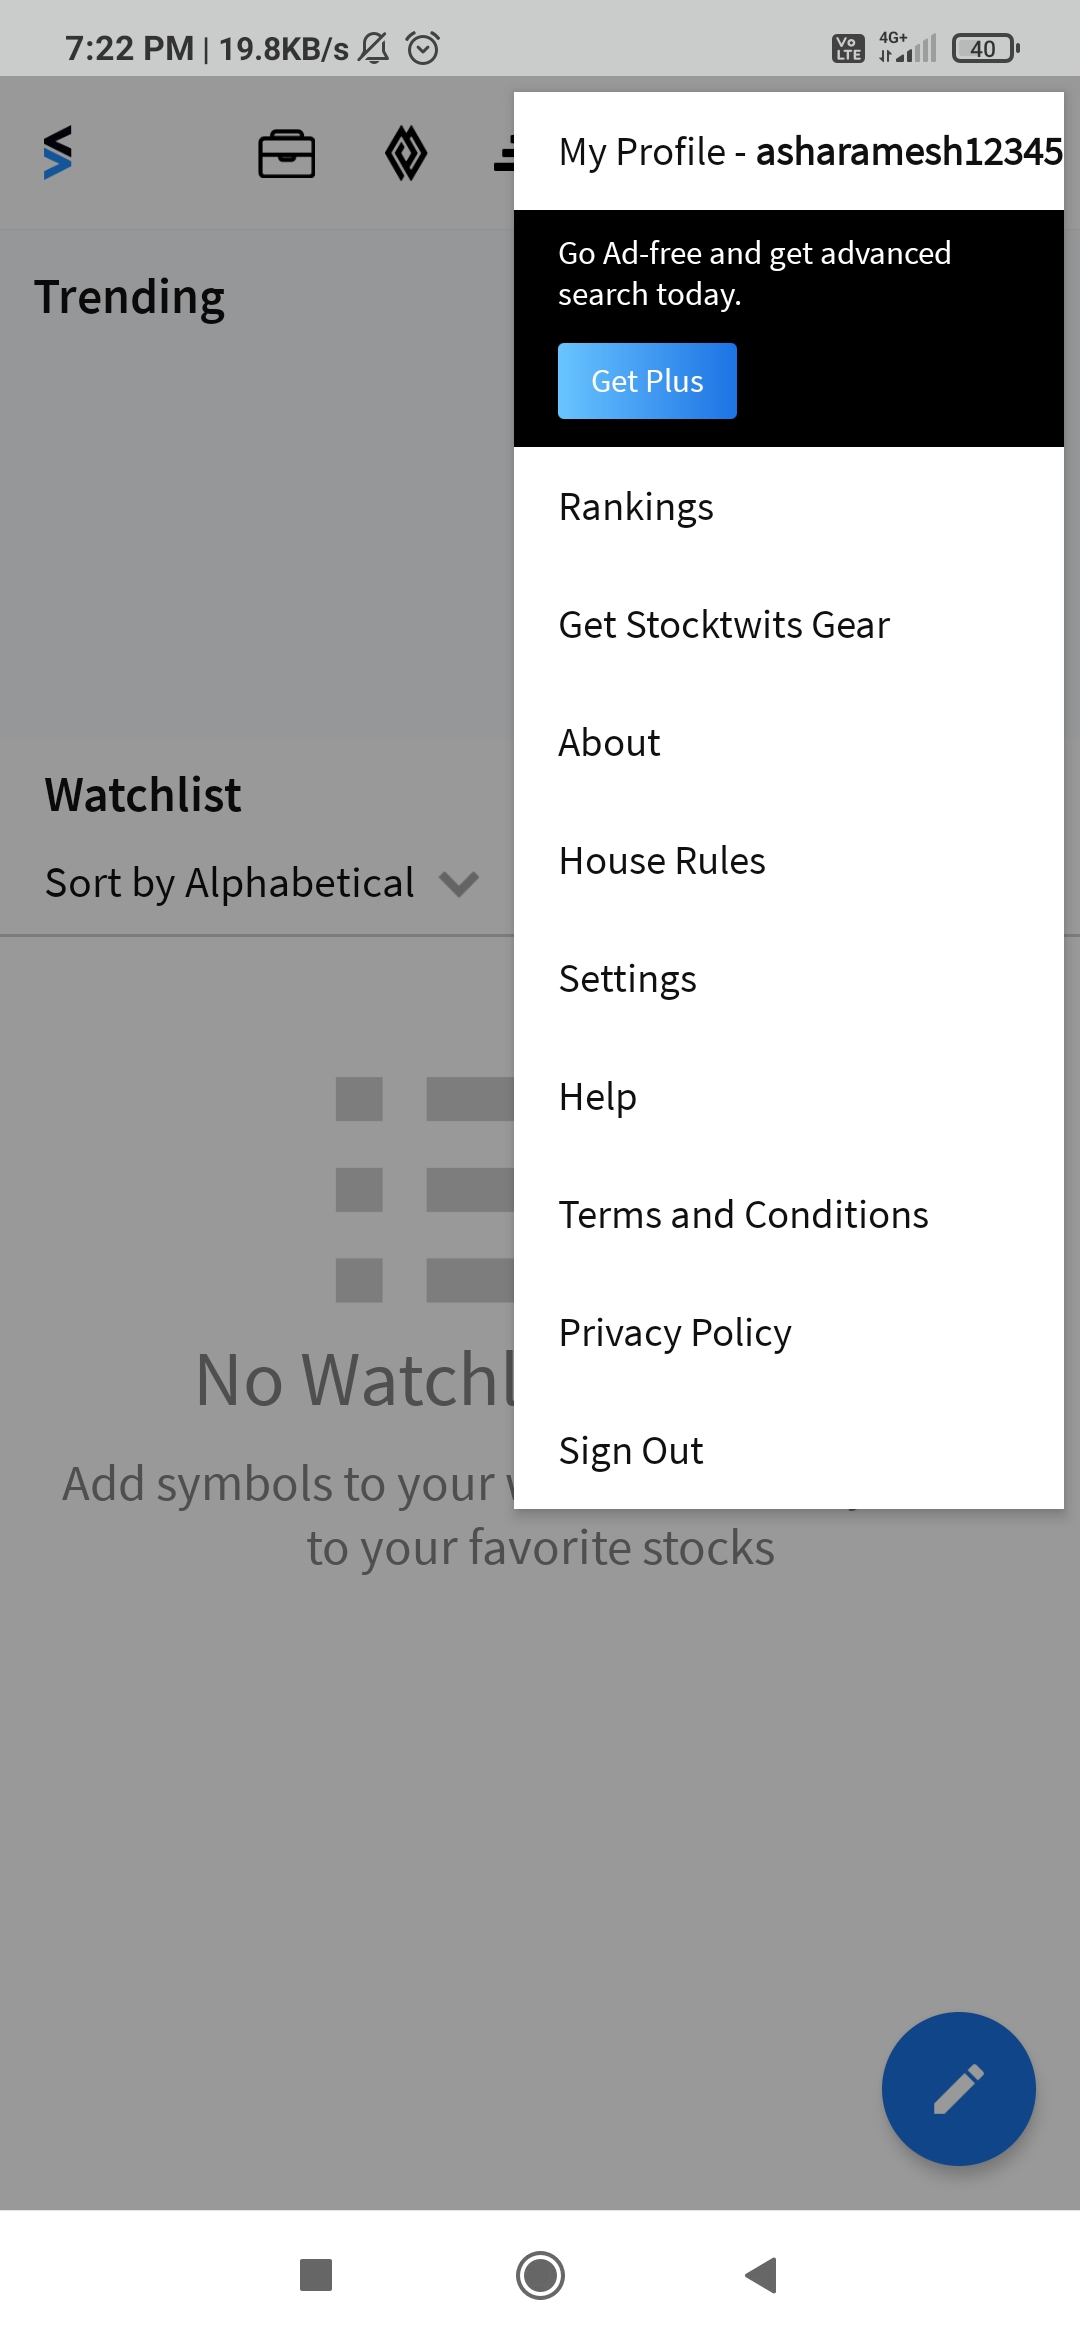 7:22 PM | 19.8KB/s
Vo LTE 4G+ 40
My Profile - asharamesh12345
Go Ad-free and get advanced
search today.
Get Plus
Trending
Rankings
Get Stocktwits Gear
About
Watchlist
House Rules
Sort by Alphabetical
Settings
Help
Terms and Conditions
Privacy Policy
No
Sign Out
Add symbols to your
to your favorite stocks